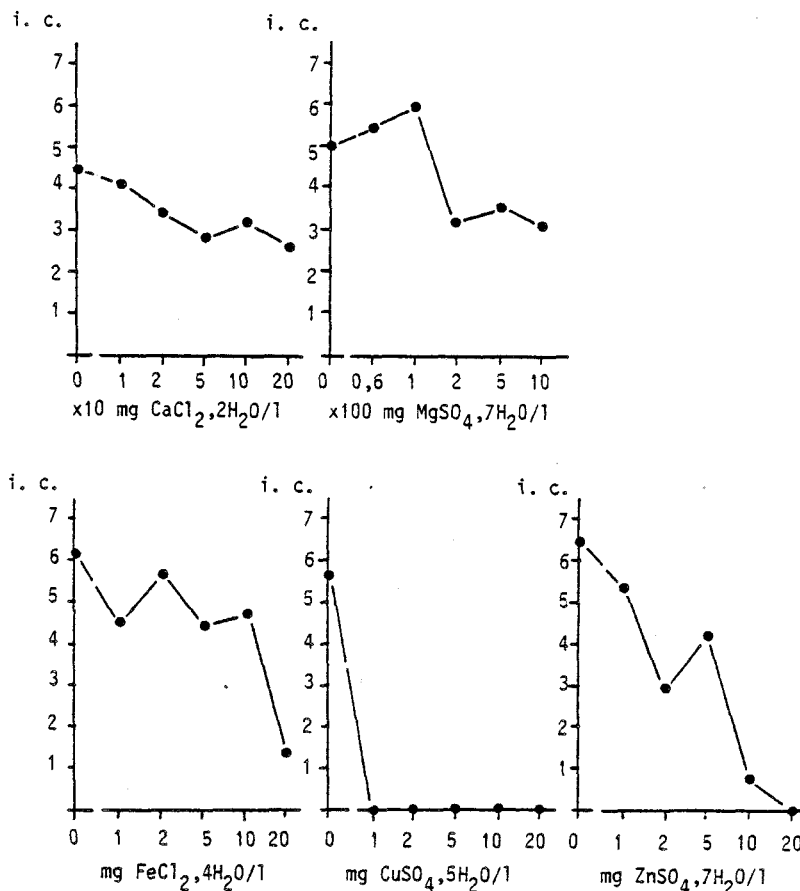 i. c.
7
6
5
4
3
2
1
0 1 2 5 10 20
x10 mg CaCl2,2H2O/l
i. c.
7
6
5
4
3
2
1
0 0,6 1 2 5 10
x100 mg MgSO4,7H2O/l
i. c.
7
6
5
4
3
2
1
0 1 2 5 10 20
mg FeCl2,4H2O/l
i. c.
7
6
5
4
3
2
1
0 1 2 5 10 20
mg CuSO4,5H2O/l
i. c.
7
6
5
4
3
2
1
0 1 2 5 10 20
mg ZnSO4,7H2O/l